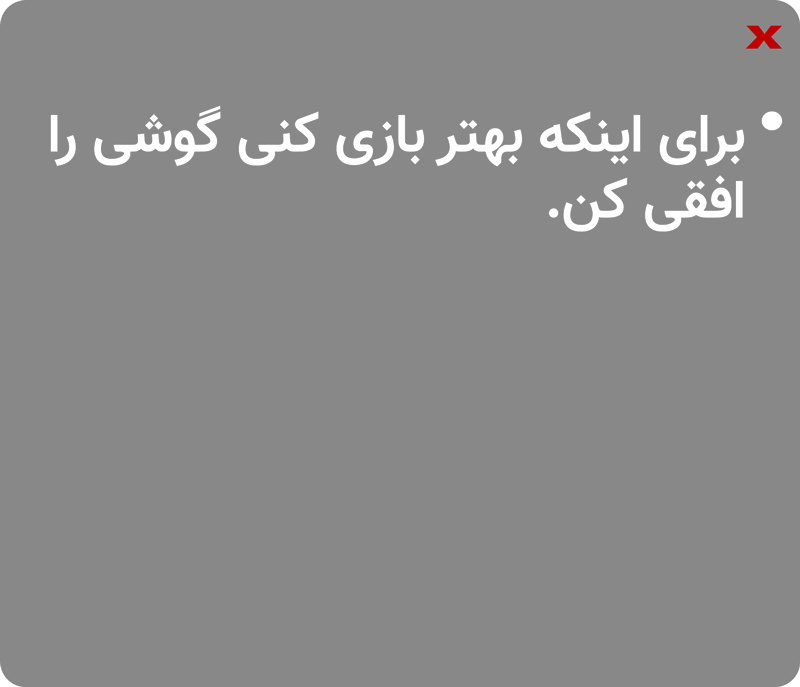 x
• برای اینکه بهتر بازی کنی گوشی را
افقی کن.